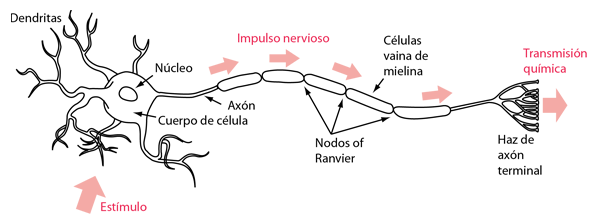 Dendritas
Impulso nervioso
Células
vaina de
mielina
Transmisión
química
Núcleo
Axón
Cuerpo de célula
Nodos of
Ranvier
Haz de
axón
terminal
Estímulo